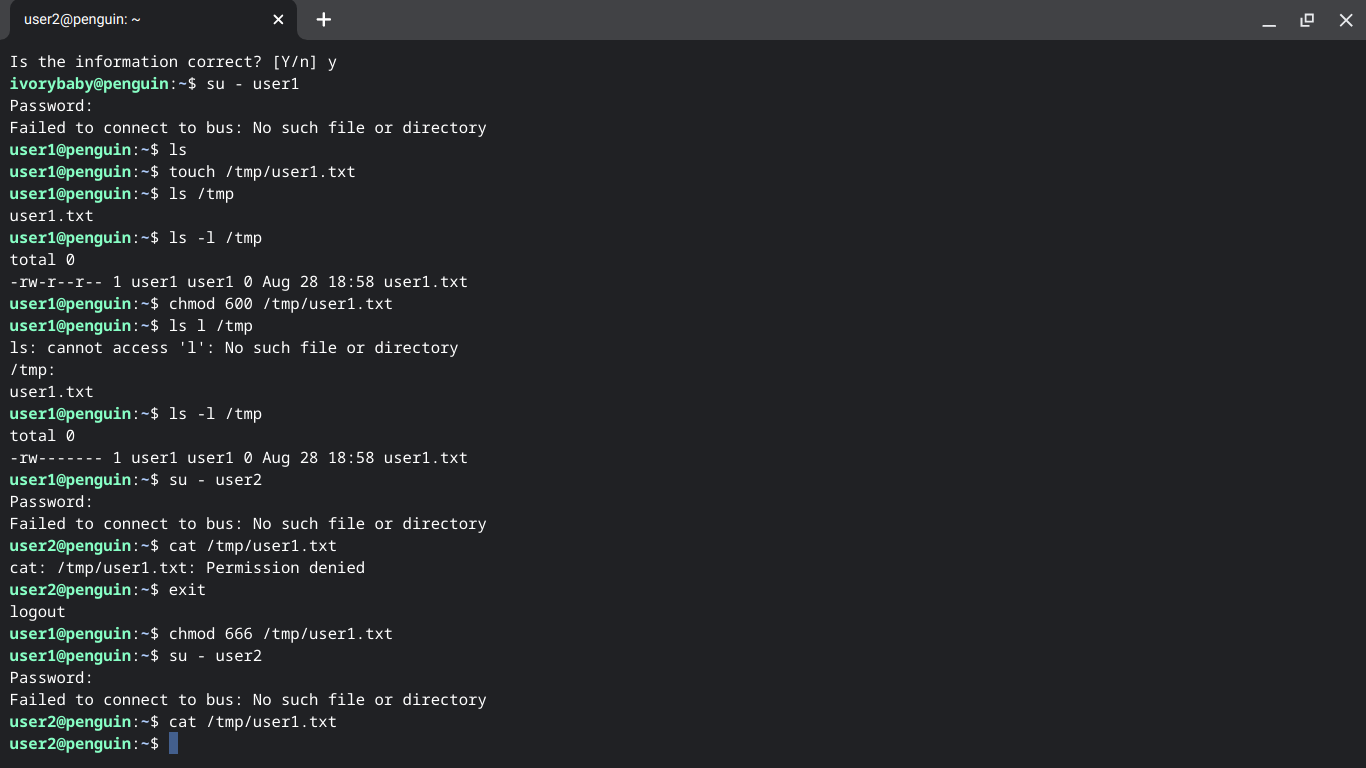 user2@penguin: ~
Is the information correct? [Y/n] y
ivorybaby@penguin:~$ su - user1
Password:
Failed to connect to bus: No such file or directory
user1@penguin:~$ ls
user1@penguin:~$ touch /tmp/user1.txt
user1@penguin:~$ ls /tmp
user1.txt
user1@penguin:~$ ls -l /tmp
total 0
-rw-r--r-- 1 user1 user1 0 Aug 28 18:58 user1.txt
user1@penguin:~$ chmod 600 /tmp/user1.txt
user1@penguin:~$ ls l /tmp
ls: cannot access 'l': No such file or directory
/tmp:
user1.txt
user1@penguin:~$ ls -l /tmp
total 0
-rw------- 1 user1 user1 0 Aug 28 18:58 user1.txt
user1@penguin:~$ su - user2
Password:
Failed to connect to bus: No such file or directory
user2@penguin:~$ cat /tmp/user1.txt
cat: /tmp/user1.txt: Permission denied
user2@penguin:~$ exit
logout
user1@penguin:~$ chmod 666 /tmp/user1.txt
user1@penguin:~$ su - user2
Password:
Failed to connect to bus: No such file or directory
user2@penguin:~$ cat /tmp/user1.txt
user2@penguin:~$